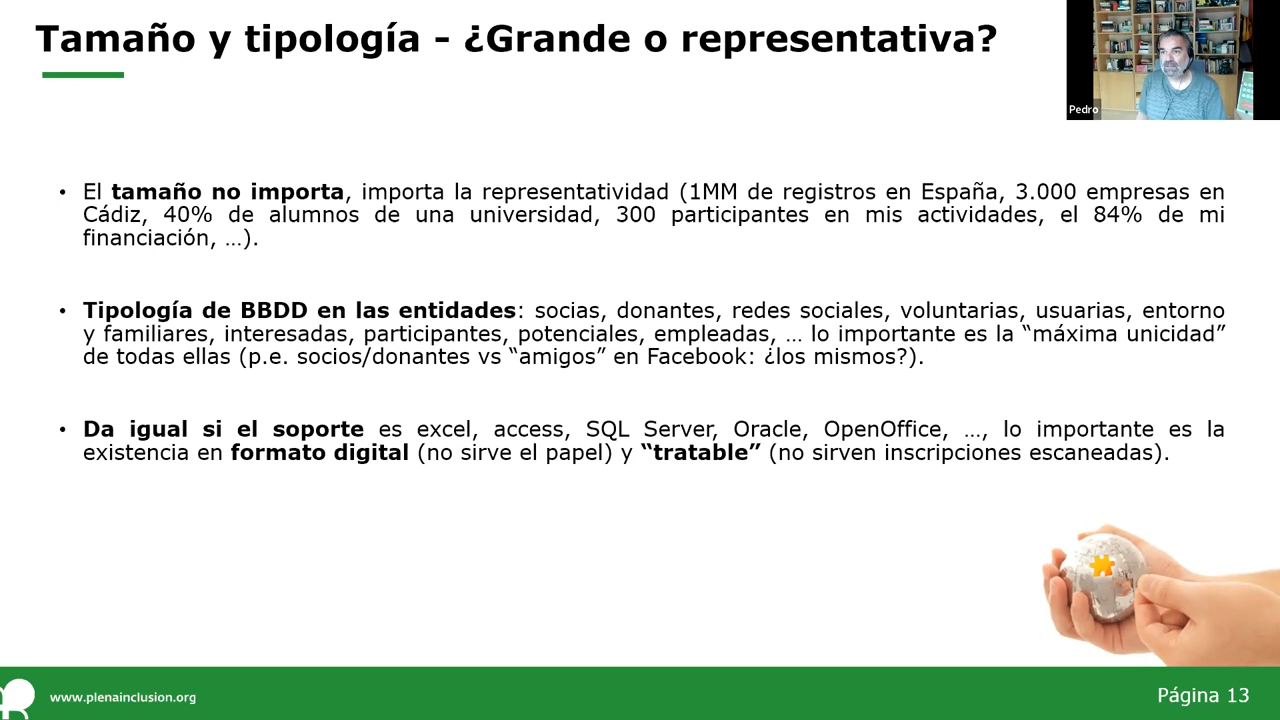 Tamaño y tipología - ¿Grande o representativa?
Pedro
• El tamaño no importa, importa la representatividad (1MM de registros en España, 3.000 empresas en
Cádiz, 40% de alumnos de una universidad, 300 participantes en mis actividades, el 84% de mi
financiación, …).
• Tipología de BBDD en las entidades: socias, donantes, redes sociales, voluntarias, usuarias, entorno
y familiares, interesadas, participantes, potenciales, empleadas, … lo importante es la “máxima unicidad”
de todas ellas (p.e. socios/donantes vs “amigos” en Facebook: ¿los mismos?).
• Da igual si el soporte es excel, access, SQL Server, Oracle, OpenOffice, …, lo importante es la
existencia en formato digital (no sirve el papel) y “tratable” (no sirven inscripciones escaneadas).
www.plenainclusion.org
Página 13